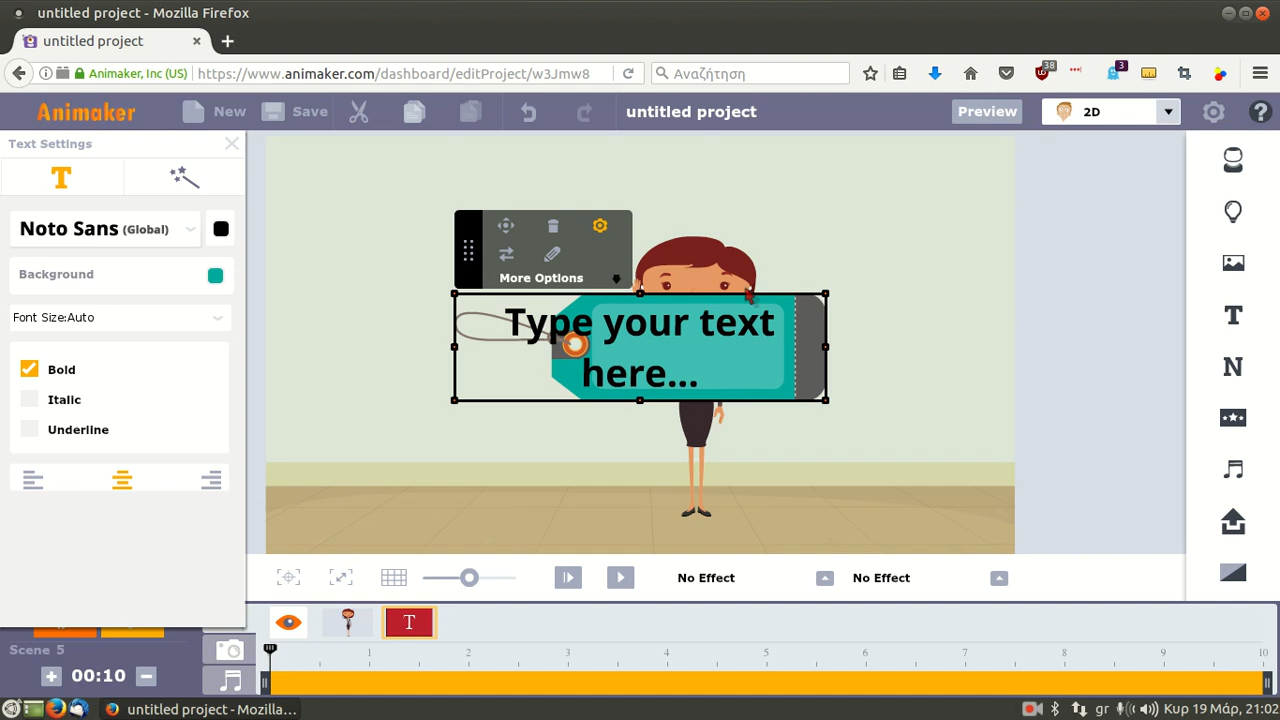 untitled project - Mozilla Firefox
untitled project
Animaker, Inc (US)
https://www.animaker.com/dashboard/editProject/w3Jmw8
Αναζήτηση
38
3
Animaker
New
Save
untitled project
Preview
2D
Text Settings
T
Noto Sans (Global)
Background
Font Size:Auto
Bold
Italic
Underline
More Options
Type your text
here...
T
N
No Effect
No Effect
T
Scene 5
00:10
1 2 3 4 5 6 7 8 9 10
untitled project - Mozilla...
gr
Κυρ 19 Μάρ, 21:02